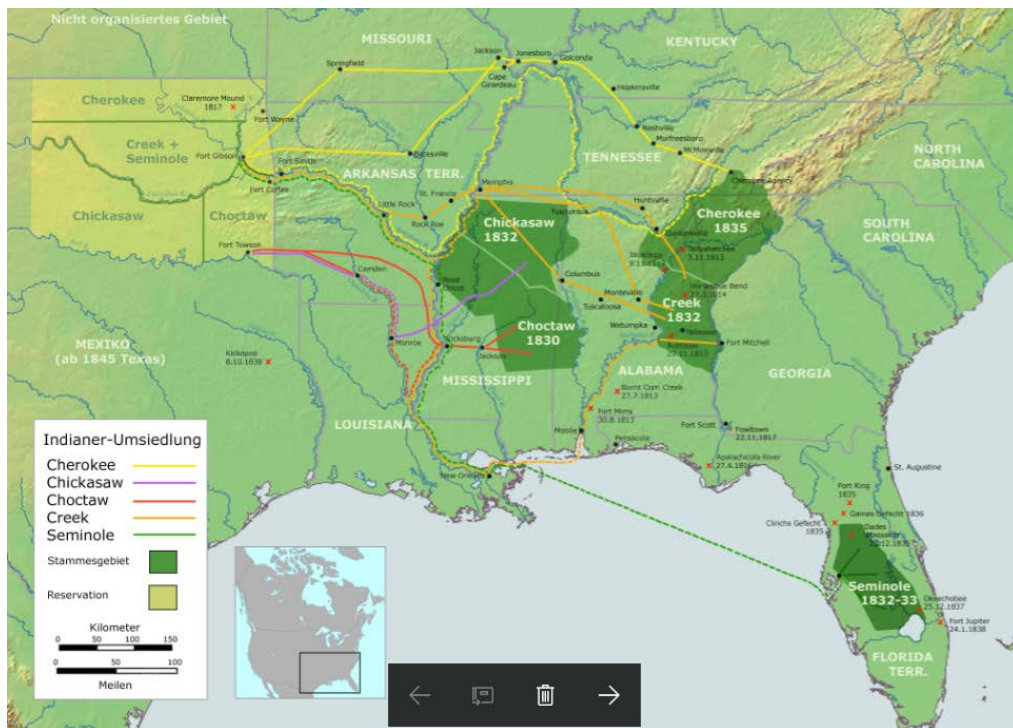 Nicht organisiertes Gebiet
MISSOURI
KENTUCKY
Jackson
Jonesboro
Golconda
Springfield
Cape
Girardeau
Hopkinsville
Cherokee
Cherokee
Claremore Mound
1817
Fort Wayne
Nashville
Murfreesboro
McMinnville
Creek +
Seminole
Fort Gibson
Fort Smith
Batesville
TENNESSEE
NORTH
CAROLINA
Fort Coffee
ARKANSAS TERR.
St. Francis
Memphis
Cherokee Agency
Chickasaw
Choctaw
Little Rock
Rock Roe
Huntsville
Tuscumbia
Chickasaw
1832
Cherokee
1835
SOUTH
CAROLINA
Fort Towson
Camden
Point
Chicot
Columbus
Montevallo
Tuscaloosa
Horseshoe Bend
Creek
1832
Choctaw
1830
Wetumpka
Fort Mitchell
MEXIKO
(ab 1845 Texas)
Kickapoo
8.10.1838
Monroe
Vicksburg
Jackson
MISSISSIPPI
ALABAMA
GEORGIA
Burnt Corn Creek
27.7.1813
Fort Mims
30.8.1813
LOUISIANA
Mobile
Fort Scott
Fowltown
22.11.1817
Pensacola
Apalachicola River
27.4.1816
New Orleans
St. Augustine
Fort King
1835
Gaines Gefecht 1836
Clinchs Gefecht
1835
Dades
Massaker
Seminole
1832-33
Okeechobee
25.12.1837
Fort Jupiter
24.1.1838
FLORIDA
TERR.
Indianer-Umsiedlung
Cherokee
Chickasaw
Choctaw
Creek
Seminole
Stammesgebiet
Reservation
Kilometer
0 50 100 150
0 50 100
Meilen